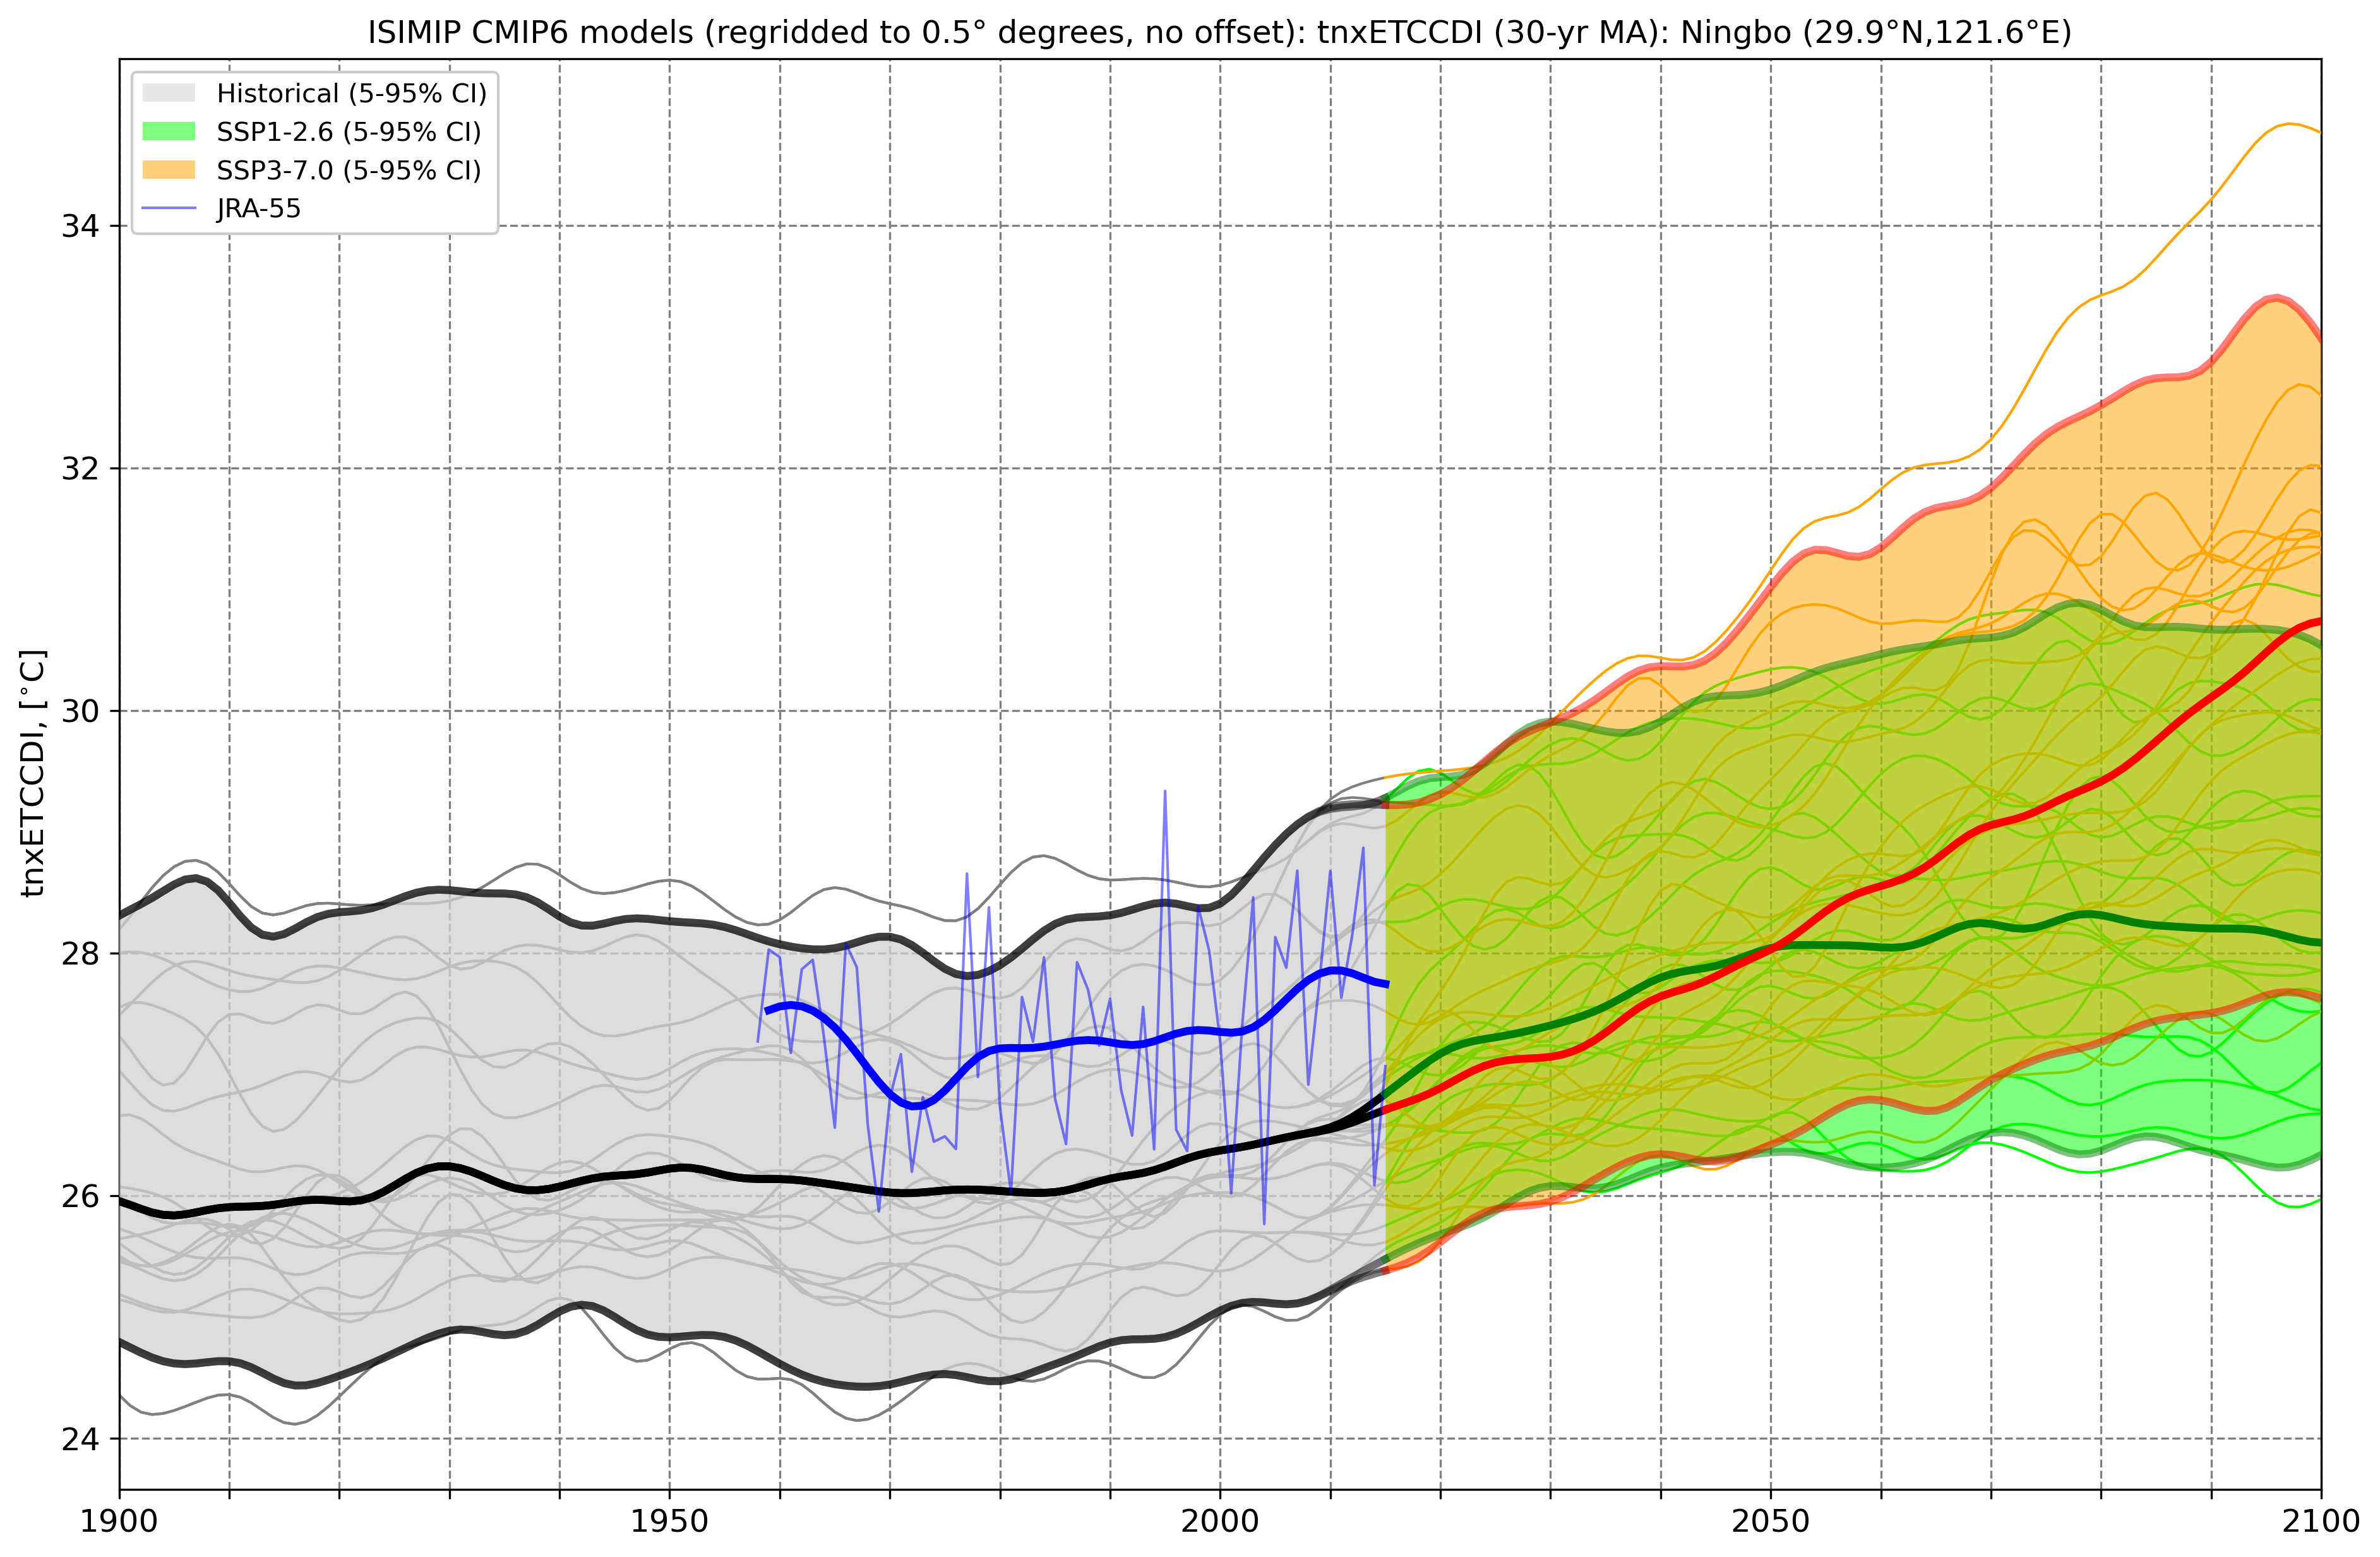 ISIMIP CMIP6 models (regridded to 0.5° degrees, no offset): tnxETCCDI (30-yr MA): Ningbo (29.9°N,121.6°E)
Historical (5-95% CI)
SSP1-2.6 (5-95% CI)
SSP3-7.0 (5-95% CI)
JRA-55
tnxETCCDI, [°C]
34
32
30
28
26
24
1900
1950
2000
2050
2100